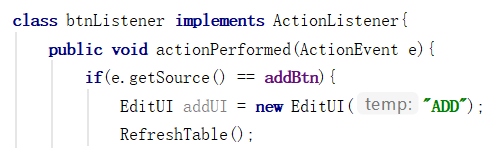 class btnListener implements ActionListener{
public void actionPerformed(ActionEvent e){
if(e.getSource() == addBtn){
EditUI addUI = new EditUI( temp: "ADD");
RefreshTable();